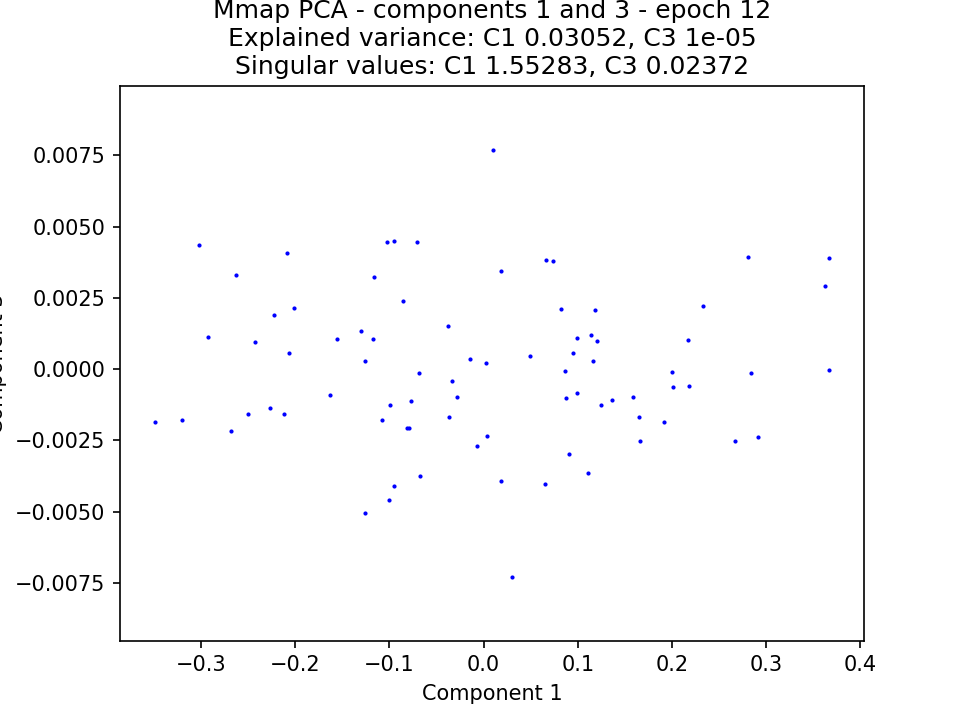 Mmap PCA - components 1 and 3 - epoch 12
Explained variance: C1 0.03052, C3 1e-05
Singular values: C1 1.55283, C3 0.02372
0.0075
0.0050
0.0025
0.0000
−0.0025
−0.0050
−0.0075
−0.3 −0.2 −0.1 0.0 0.1 0.2 0.3 0.4
Component 1